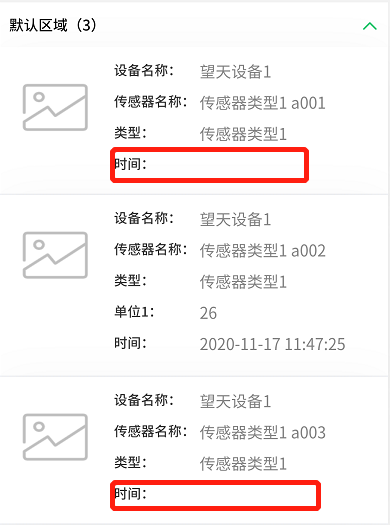 默认区域（3）
设备名称： 望天设备1
传感器名称： 传感器类型1 a001
类型： 传感器类型1
时间：
设备名称： 望天设备1
传感器名称： 传感器类型1 a002
类型： 传感器类型1
单位1： 26
时间： 2020-11-17 11:47:25
设备名称： 望天设备1
传感器名称： 传感器类型1 a003
类型： 传感器类型1
时间：